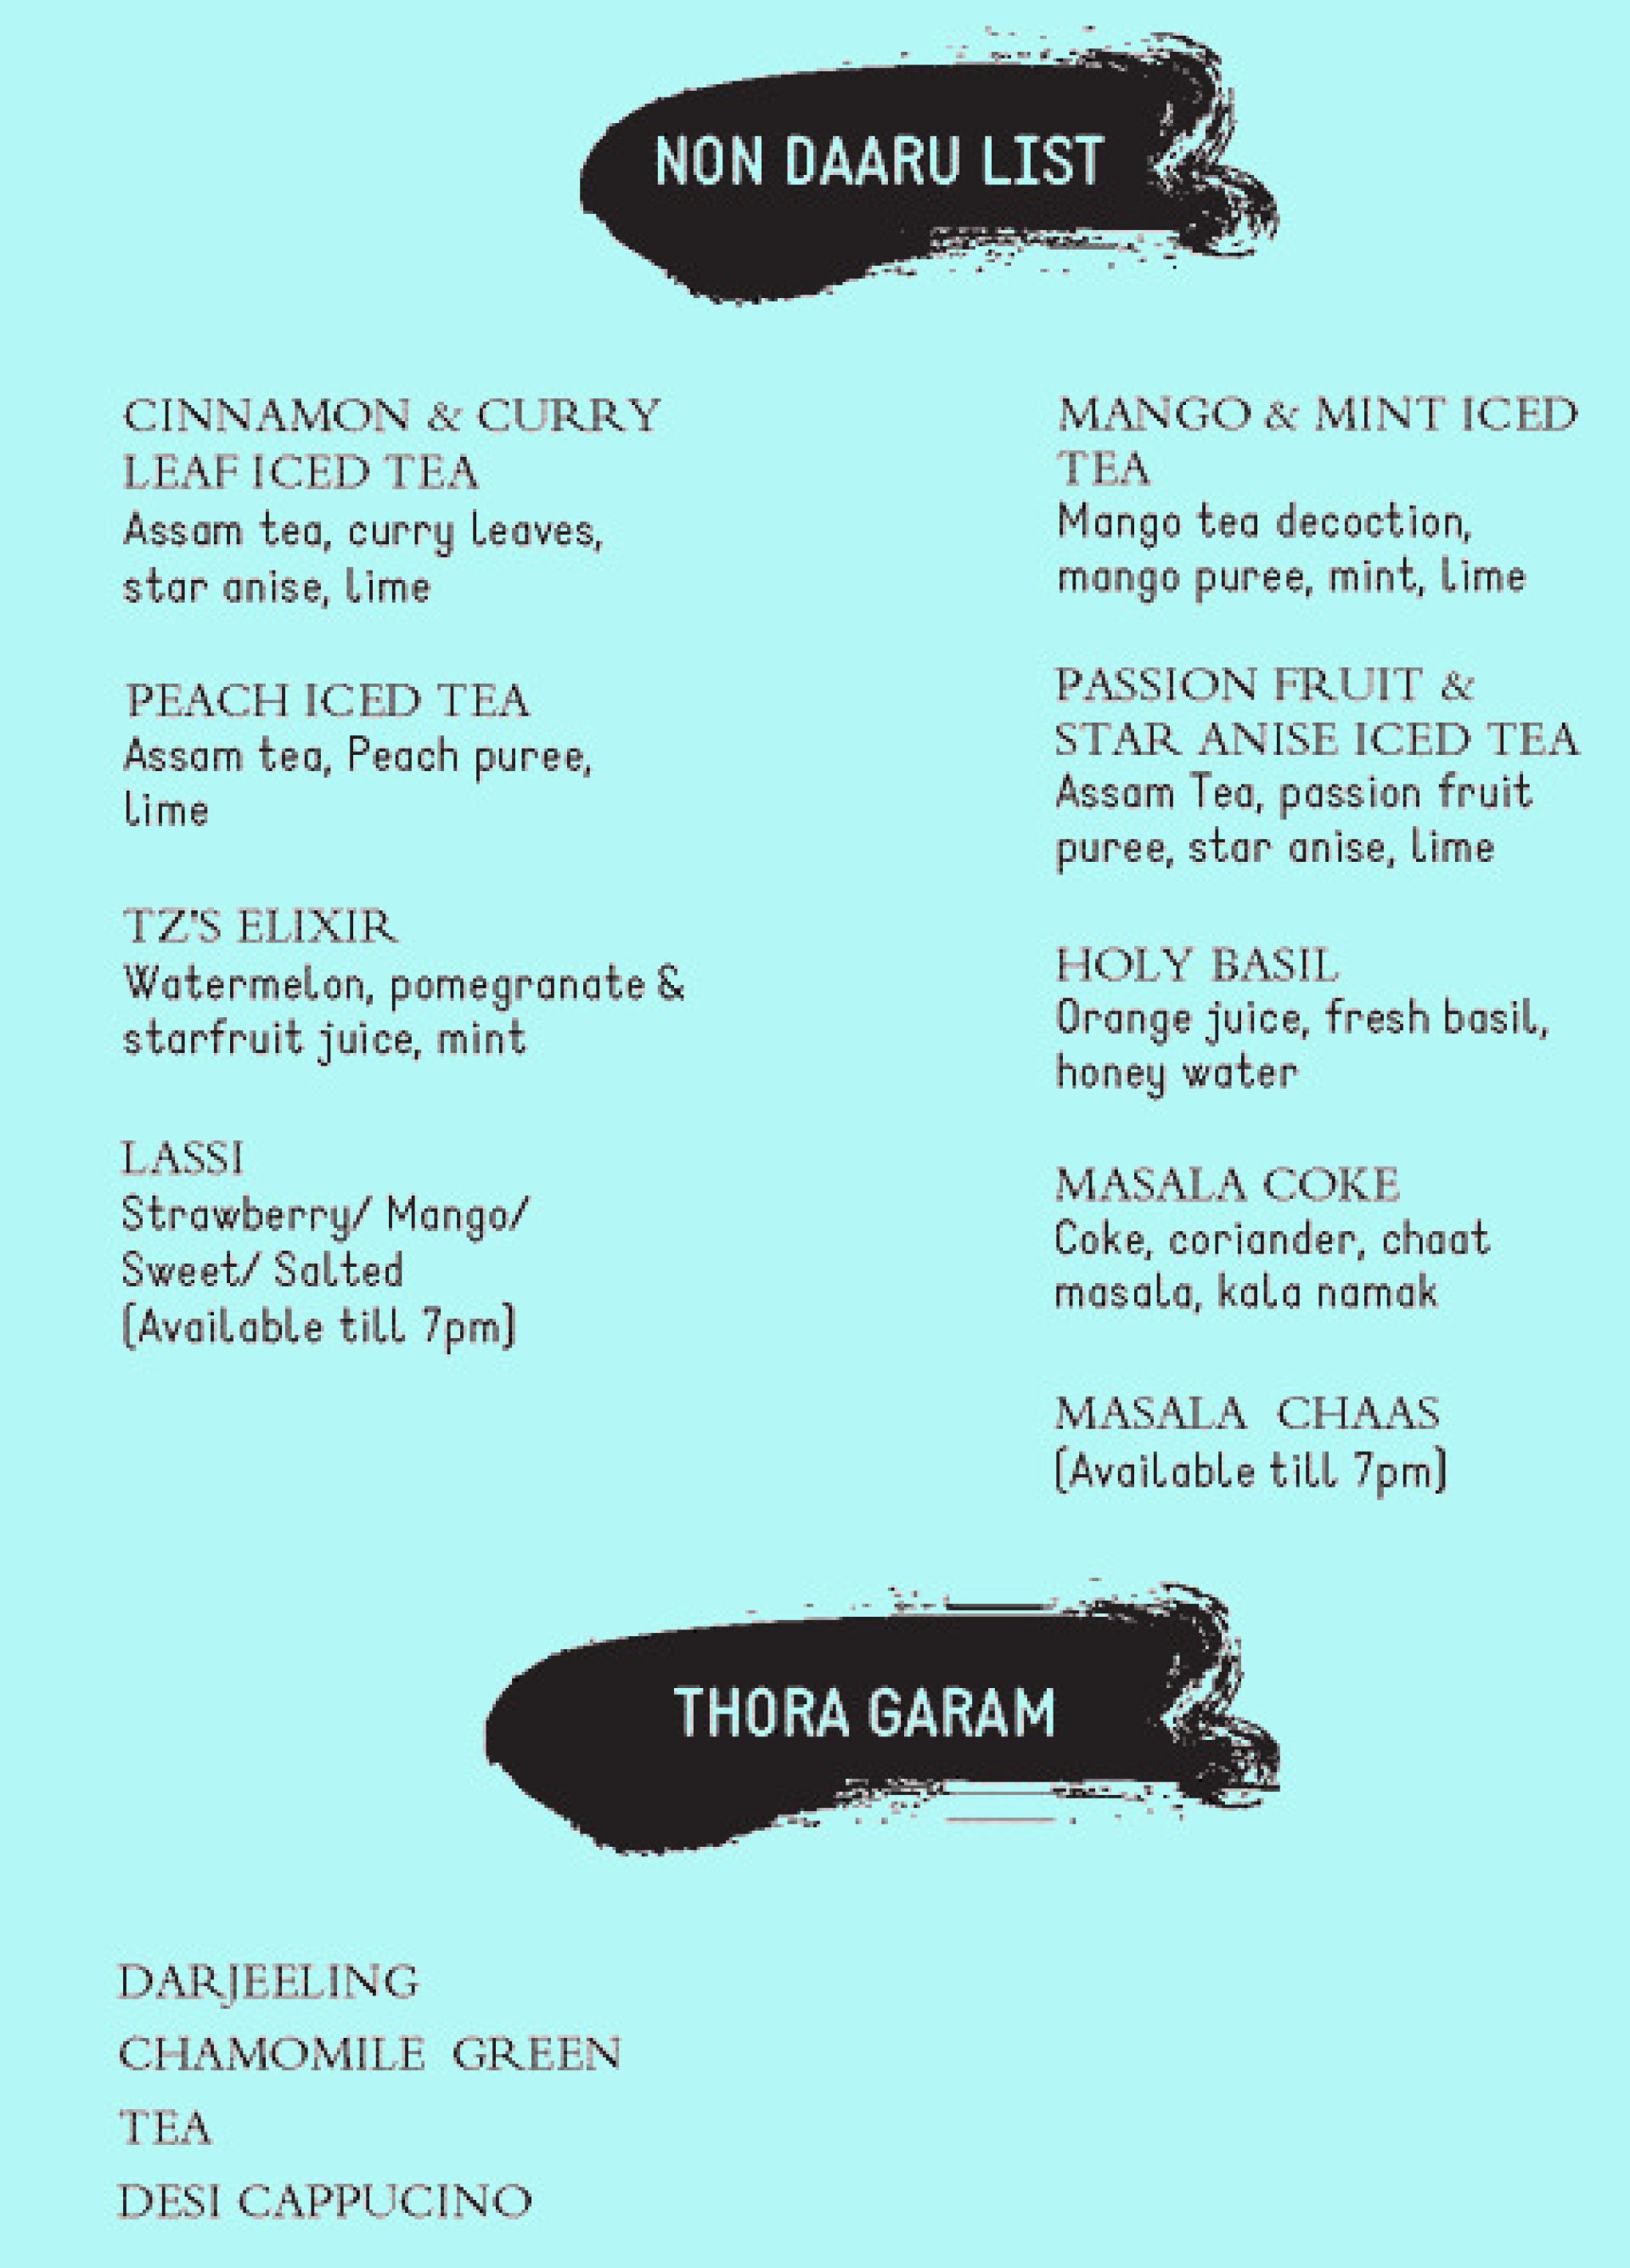 NON DAARU LIST
CINNAMON & CURRY
LEAF ICED TEA
Assam tea, curry leaves,
star anise, lime
PEACH ICED TEA
Assam tea, Peach puree,
lime
TZ'S ELIXIR
Watermelon, pomegranate &
starfruit juice, mint
LASSI
Strawberry/ Mango/
Sweet/ Salted
(Available till 7pm)
MANGO & MINT ICED
TEA
Mango tea decoction,
mango puree, mint, lime
PASSION FRUIT &
STAR ANISE ICED TEA
Assam Tea, passion fruit
puree, star anise, lime
HOLY BASIL
Orange juice, fresh basil,
honey water
MASALA COKE
Coke, coriander, chaat
masala, kala namak
MASALA CHAAS
(Available till 7pm)
THORA GARAM
DARJEELING
CHAMOMILE GREEN
TEA
DESI CAPPUCINO